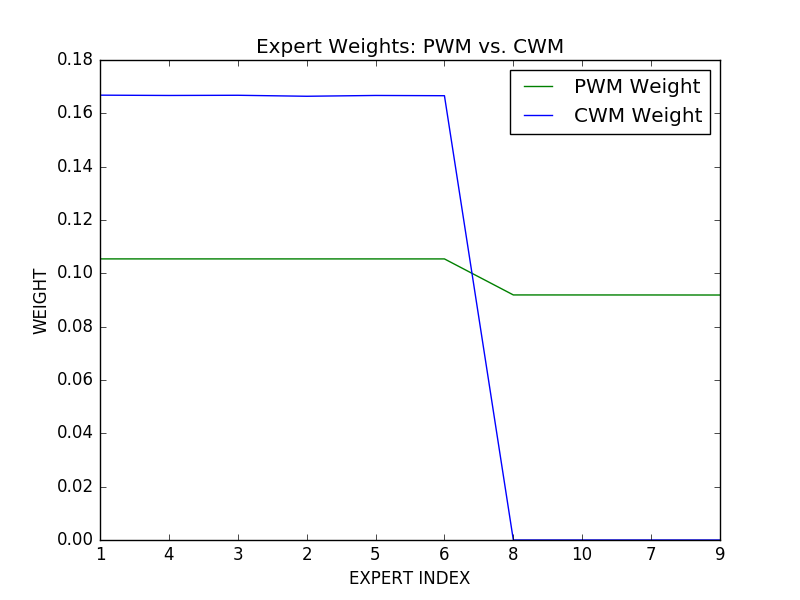 Expert Weights: PWM vs. CWM
PWM Weight
CWM Weight
0.18
0.16
0.14
0.12
0.10
0.08
0.06
0.04
0.02
0.00
WEIGHT
1 4 3 2 5 6 8 10 7 9
EXPERT INDEX